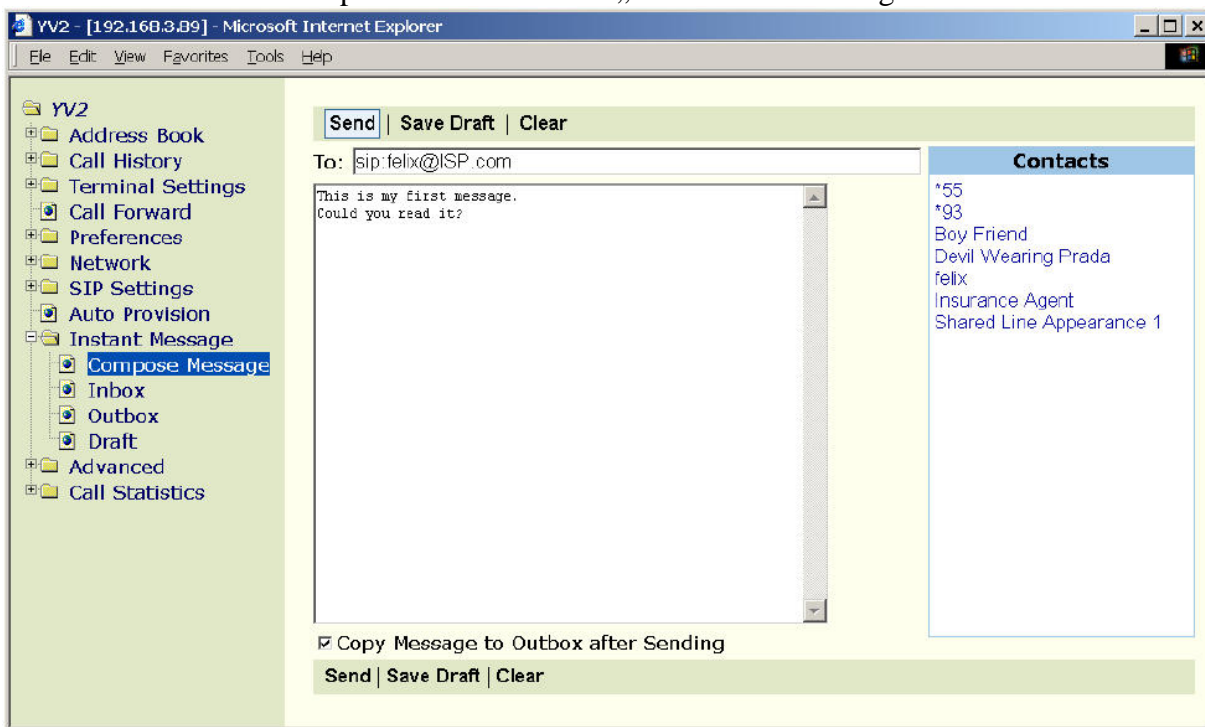 YV2 - [192.168.3.89] - Microsoft Internet Explorer
File Edit View Favorites Tools Help
YV2
Address Book
Call History
Terminal Settings
Call Forward
Preferences
Network
SIP Settings
Auto Provision
Instant Message
Compose Message
Inbox
Outbox
Draft
Advanced
Call Statistics
Send | Save Draft | Clear
To: sip:felix@ISP.com
This is my first message.
Could you read it?
Contacts
*55
*93
Boy Friend
Devil Wearing Prada
felix
Insurance Agent
Shared Line Appearance 1
Copy Message to Outbox after Sending
Send | Save Draft | Clear